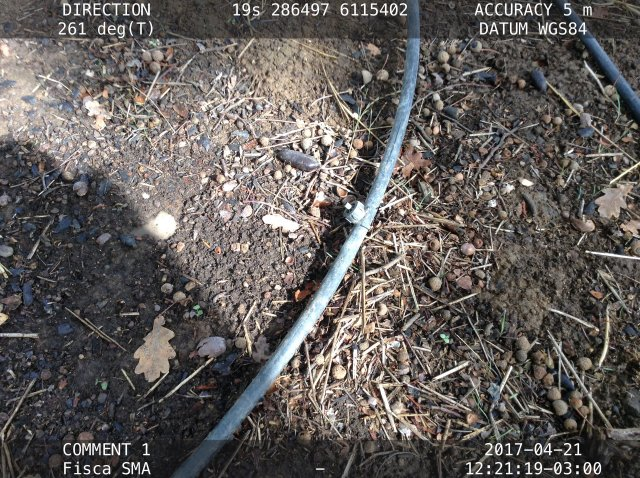 DIRECTION
261 deg(T)
19s 286497 6115402
ACCURACY 5 m
DATUM WGS84
COMMENT 1
Fisca SMA
–
2017-04-21
12:21:19-03:00